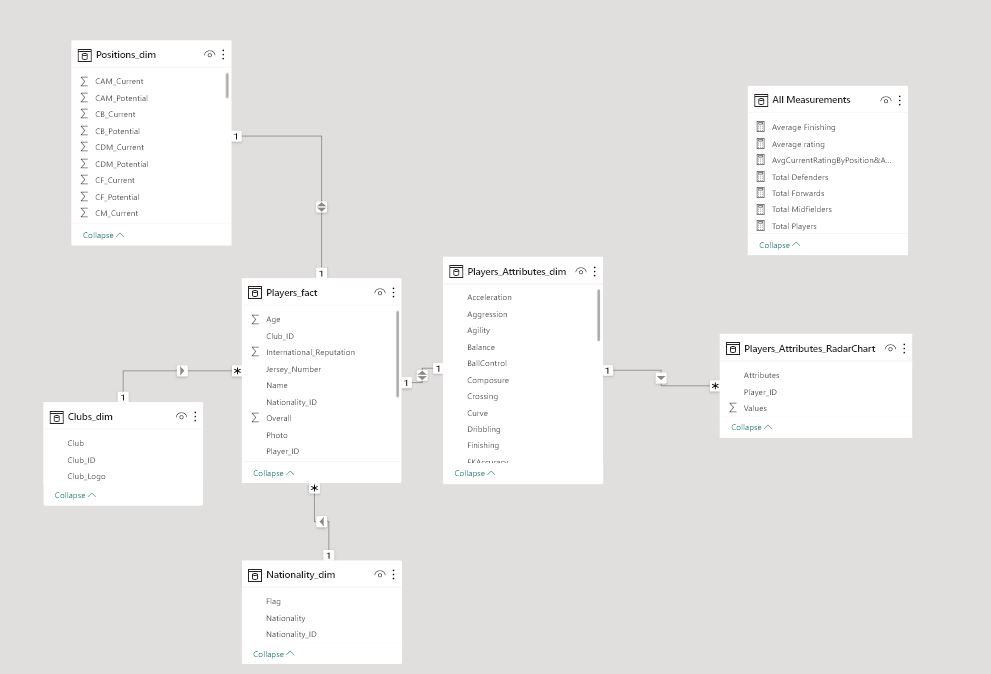 Positions_dim
CAM_Current
CAM_Potential
CB_Current
CB_Potential
CDM_Current
CDM_Potential
CF_Current
CF_Potential
CM_Current
Collapse
1
1
All Measurements
Average Finishing
Average rating
AvgCurrentRatingByPosition&A...
Total Defenders
Total Forwards
Total Midfielders
Total Players
Collapse
Players_fact
Age
Club_ID
International_Reputation
Jersey_Number
Name
Nationality_ID
Overall
Photo
Player_ID
Collapse
1
1
Players_Attributes_dim
Acceleration
Aggression
Agility
Balance
BallControl
Composure
Crossing
Curve
Dribbling
Finishing
FKAccuracy
Collapse
1
*
Players_Attributes_RadarChart
Attributes
Player_ID
Values
Collapse
*
1
Clubs_dim
Club
Club_ID
Club_Logo
Collapse
*
1
Nationality_dim
Flag
Nationality
Nationality_ID
Collapse